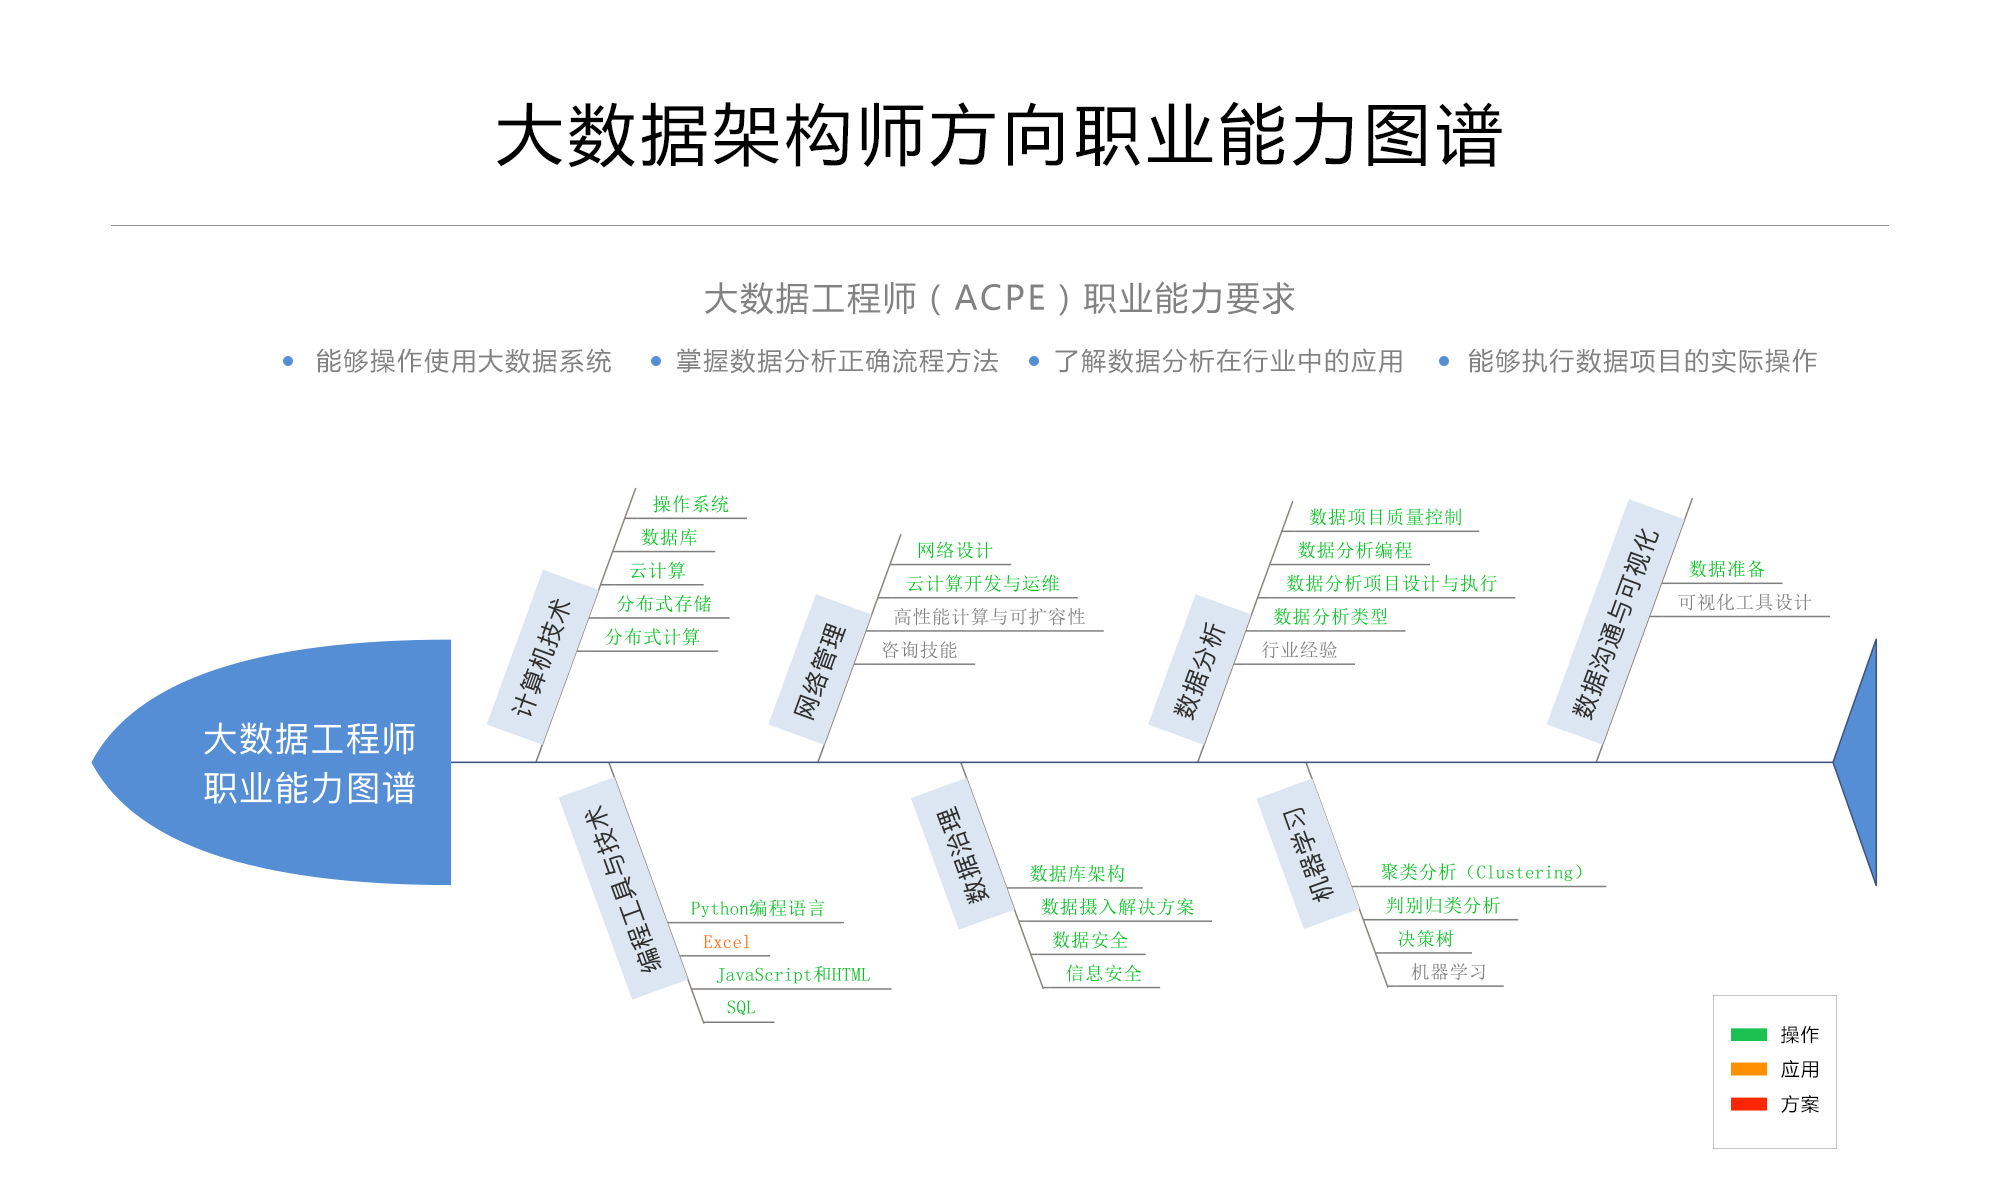 大数据架构师方向职业能力图谱
大数据工程师（ACPE）职业能力要求
能够操作使用大数据系统
掌握数据分析正确流程方法
了解数据分析在行业中的应用
能够执行数据项目的实际操作
大数据工程师
职业能力图谱
计算机技术
操作系统
数据库
云计算
分布式存储
分布式计算
网络管理
网络设计
云计算开发与运维
高性能计算与可扩容性
咨询技能
数据分析
数据项目质量控制
数据分析编程
数据分析项目设计与执行
数据分析类型
行业经验
数据沟通与可视化
数据准备
可视化工具设计
编程工具与技术
Python编程语言
Excel
JavaScript和HTML
SQL
数据治理
数据库架构
数据摄入解决方案
数据安全
信息安全
机器学习
聚类分析（Clustering）
判别归类分析
决策树
机器学习
操作
应用
方案